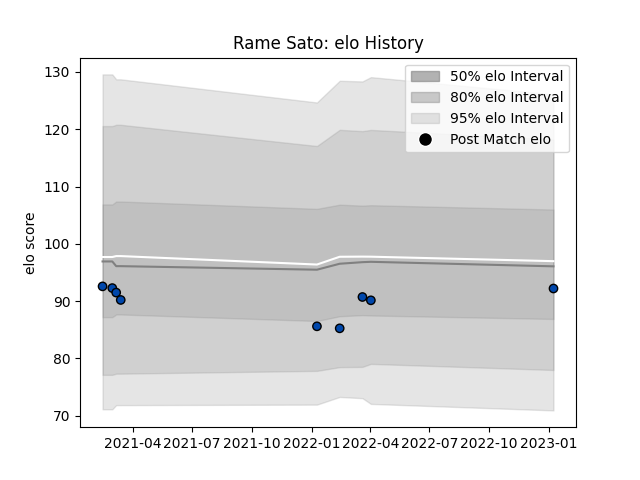 Rame Sato: elo History
130
120
110
100
90
80
70
elo score
50% elo Interval
80% elo Interval
95% elo Interval
Post Match elo
2021-04 2021-07 2021-10 2022-01 2022-04 2022-07 2022-10 2023-01